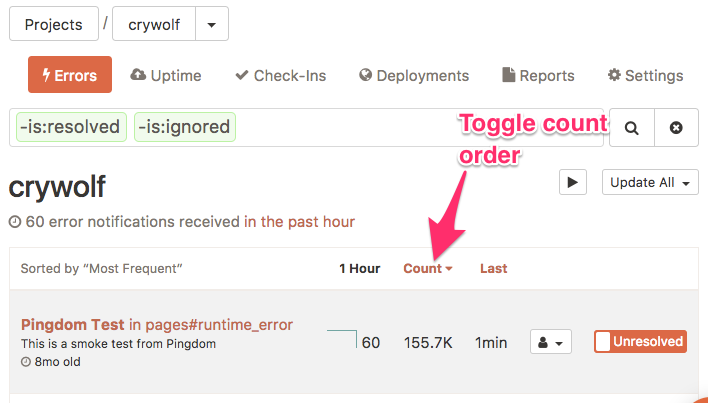 Projects / crywolf
Errors Uptime Check-Ins Deployments Reports Settings
-is:resolved -is:ignored
Toggle count
order
crywolf
Update All
60 error notifications received in the past hour
Sorted by “Most Frequent” 1 Hour Count Last
Pingdom Test in pages#runtime_error
This is a smoke test from Pingdom
60 155.7K 1min Unresolved
8mo old